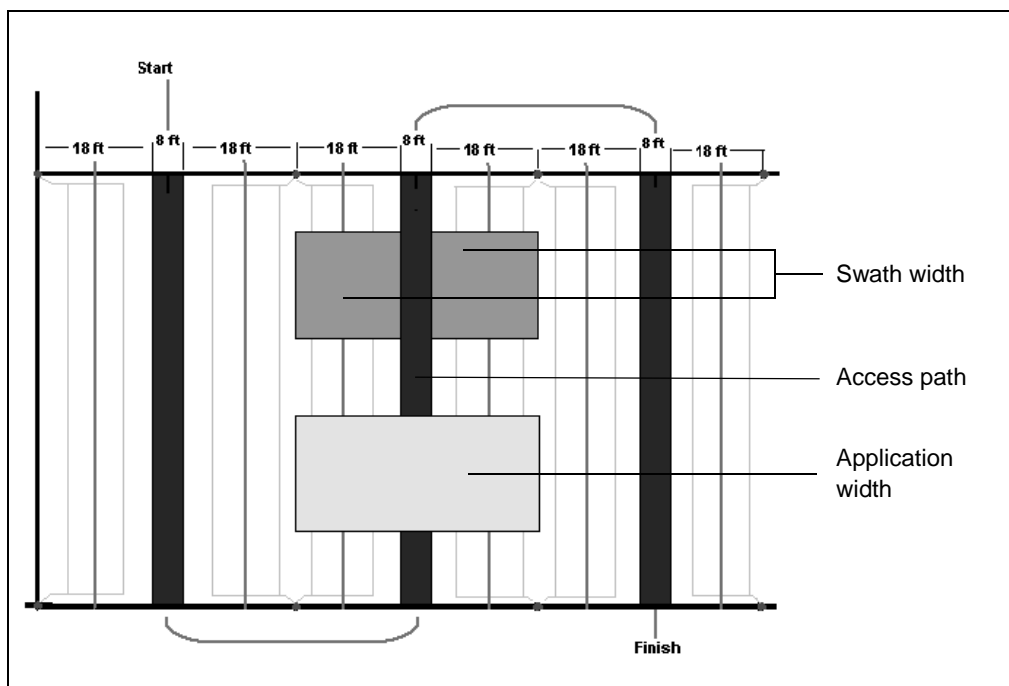 Start
18 ft 8 ft 18 ft 18 ft 8 ft 18 ft 18 ft 8 ft 18 ft
Swath width
Access path
Application
width
Finish